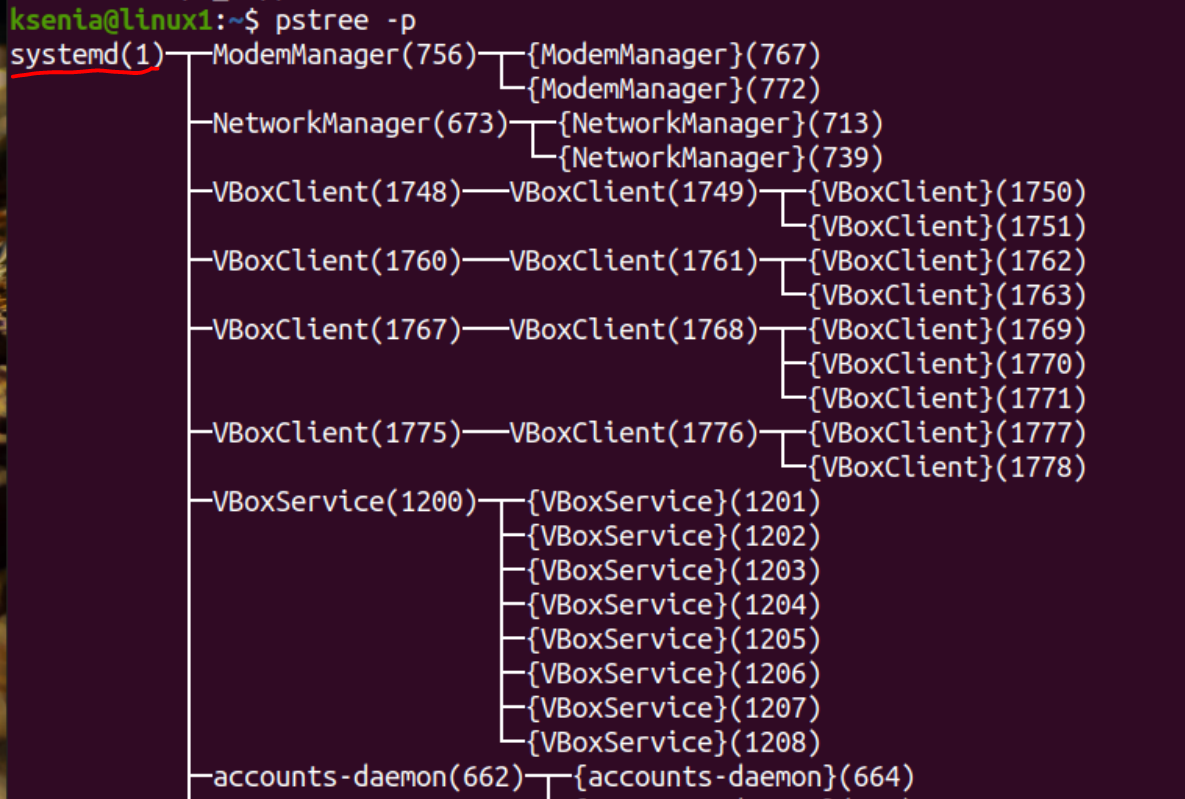 ksenia@linux1:~$ pstree -p
systemd(1)─┬─ModemManager(756)─┬─{ModemManager}(767)
           │                   └─{ModemManager}(772)
           ├─NetworkManager(673)─┬─{NetworkManager}(713)
           │                     └─{NetworkManager}(739)
           ├─VBoxClient(1748)───VBoxClient(1749)─┬─{VBoxClient}(1750)
           │                                     └─{VBoxClient}(1751)
           ├─VBoxClient(1760)───VBoxClient(1761)─┬─{VBoxClient}(1762)
           │                                     └─{VBoxClient}(1763)
           ├─VBoxClient(1767)───VBoxClient(1768)─┬─{VBoxClient}(1769)
           │                                     ├─{VBoxClient}(1770)
           │                                     └─{VBoxClient}(1771)
           ├─VBoxClient(1775)───VBoxClient(1776)─┬─{VBoxClient}(1777)
           │                                     └─{VBoxClient}(1778)
           ├─VBoxService(1200)─┬─{VBoxService}(1201)
           │                   ├─{VBoxService}(1202)
           │                   ├─{VBoxService}(1203)
           │                   ├─{VBoxService}(1204)
           │                   ├─{VBoxService}(1205)
           │                   ├─{VBoxService}(1206)
           │                   ├─{VBoxService}(1207)
           │                   └─{VBoxService}(1208)
           ├─accounts-daemon(662)─┬─{accounts-daemon}(664)